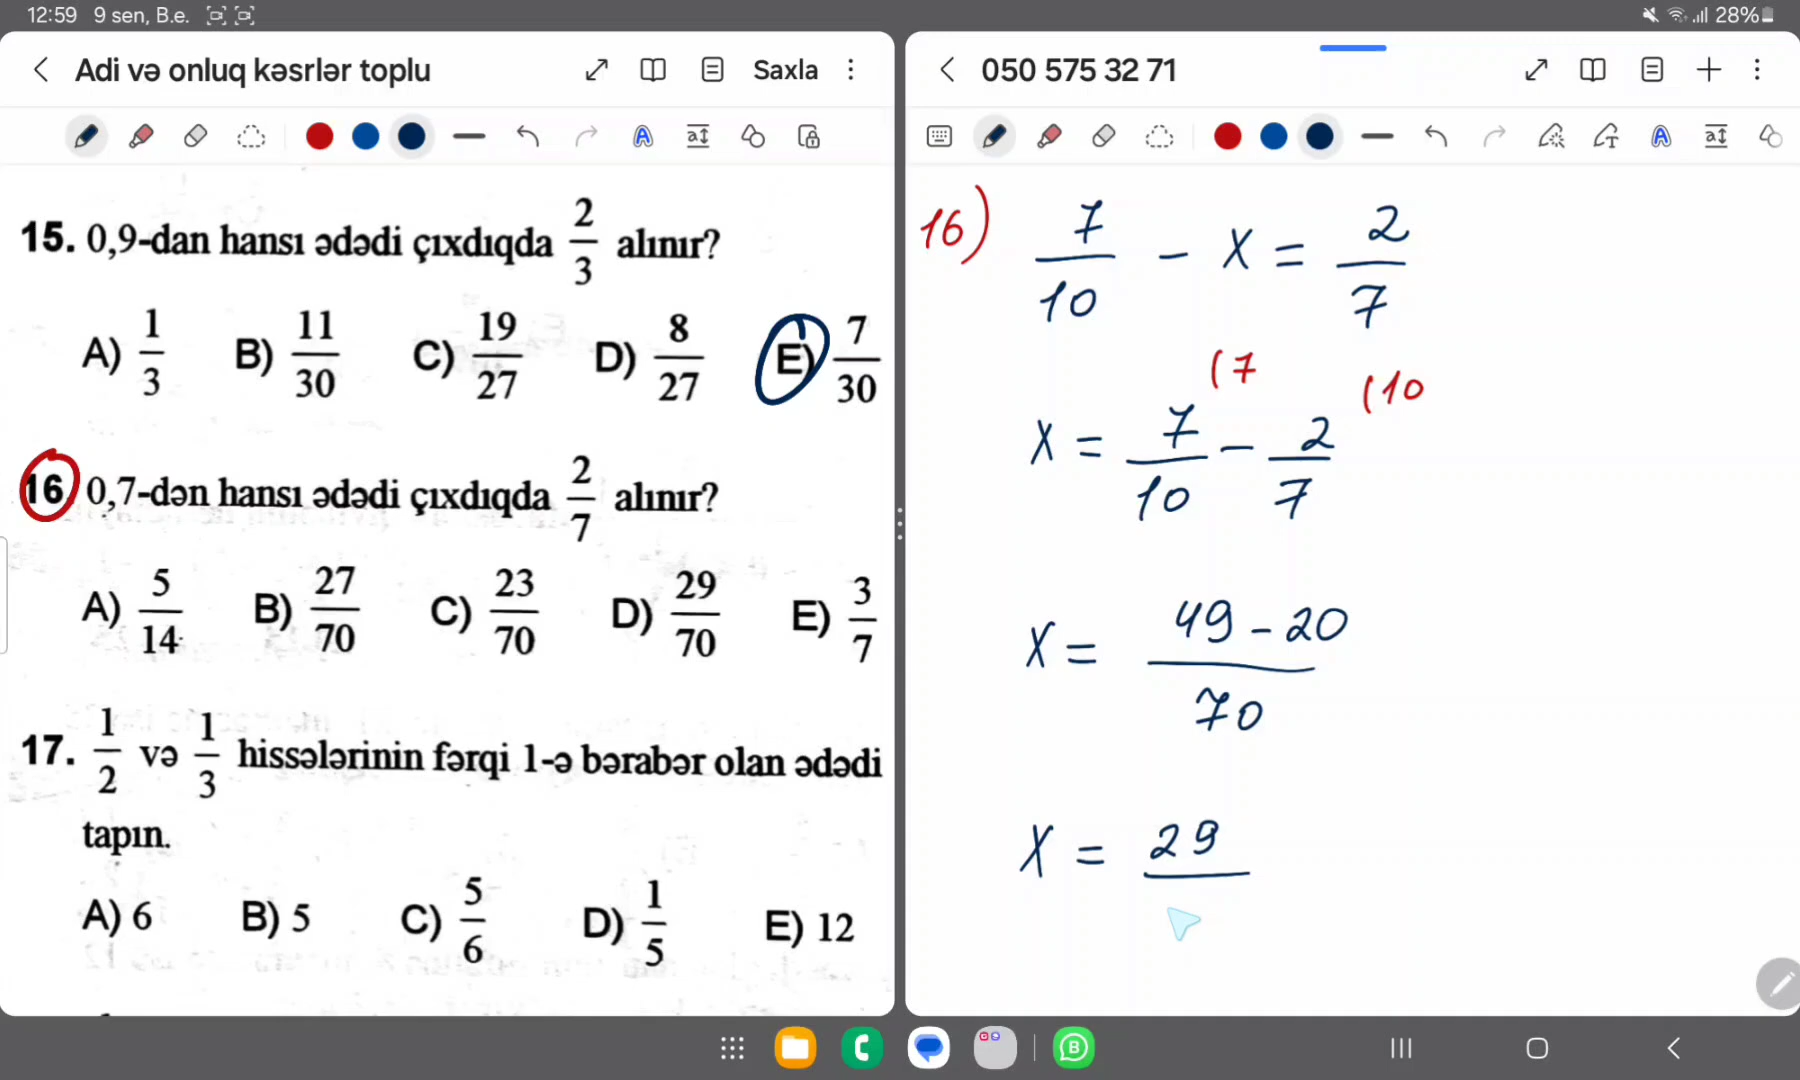 12:59 9 sen, B.e. 28%
Adi və onluq kəsrlər toplu Saxla
15. 0,9-dan hansı ədədi çıxdıqda 2/3 alınır?
A) 1/3 B) 11/30 C) 19/27 D) 8/27 E) 7/30
16 0,7-dən hansı ədədi çıxdıqda 2/7 alınır?
A) 5/14 B) 27/70 C) 23/70 D) 29/70 E) 3/7
17. 1/2 və 1/3 hissələrinin fərqi 1-ə bərabər olan ədədi
tapın.
A) 6 B) 5 C) 5/6 D) 1/5 E) 12
050 575 32 71
16) 7/10 - x = 2/7
(7 (10
x = 7/10 - 2/7
x = 49 - 20 / 70
x = 29